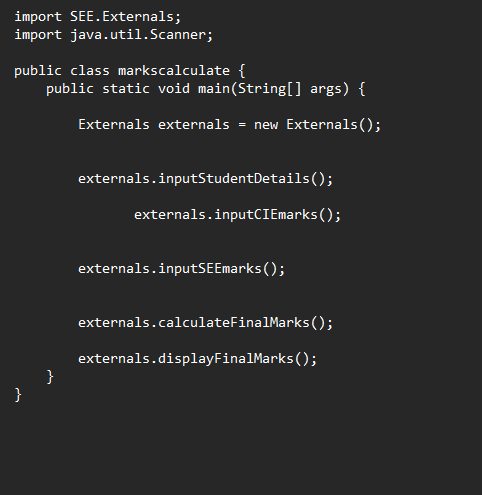 import SEE.Externals;
import java.util.Scanner;
public class markscalculate {
public static void main(String[] args) {
Externals externals = new Externals();
externals.inputStudentDetails();
externals.inputCIEmarks();
externals.inputSEEmarks();
externals.calculateFinalMarks();
externals.displayFinalMarks();
}
}